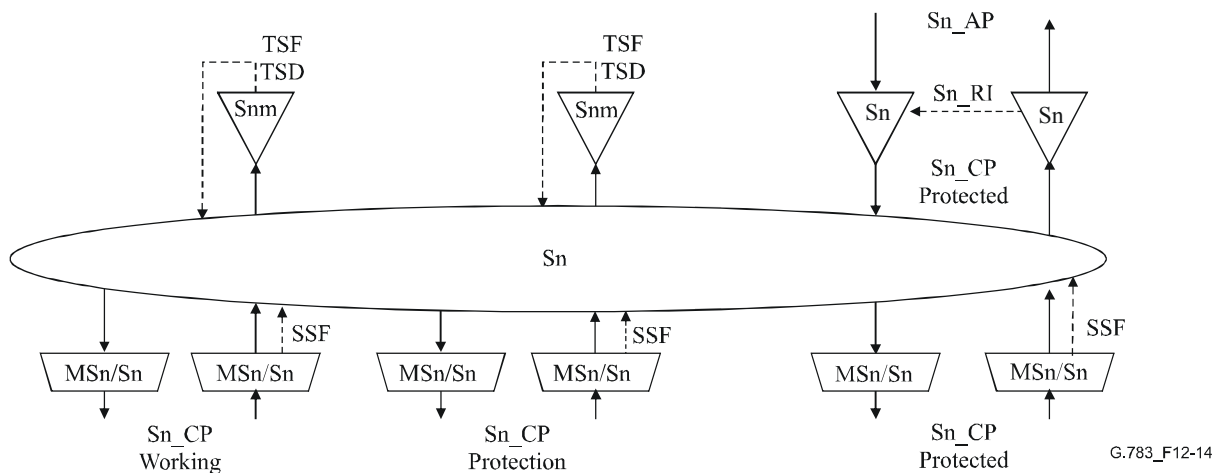 Sn_AP
TSF
TSD
TSF
TSD
Snm
Snm
Sn
Sn_RI
Sn
Sn_CP
Protected
Sn
SSF
SSF
SSF
MSn/Sn
MSn/Sn
MSn/Sn
MSn/Sn
MSn/Sn
MSn/Sn
Sn_CP
Working
Sn_CP
Protection
Sn_CP
Protected
G.783_F12-14